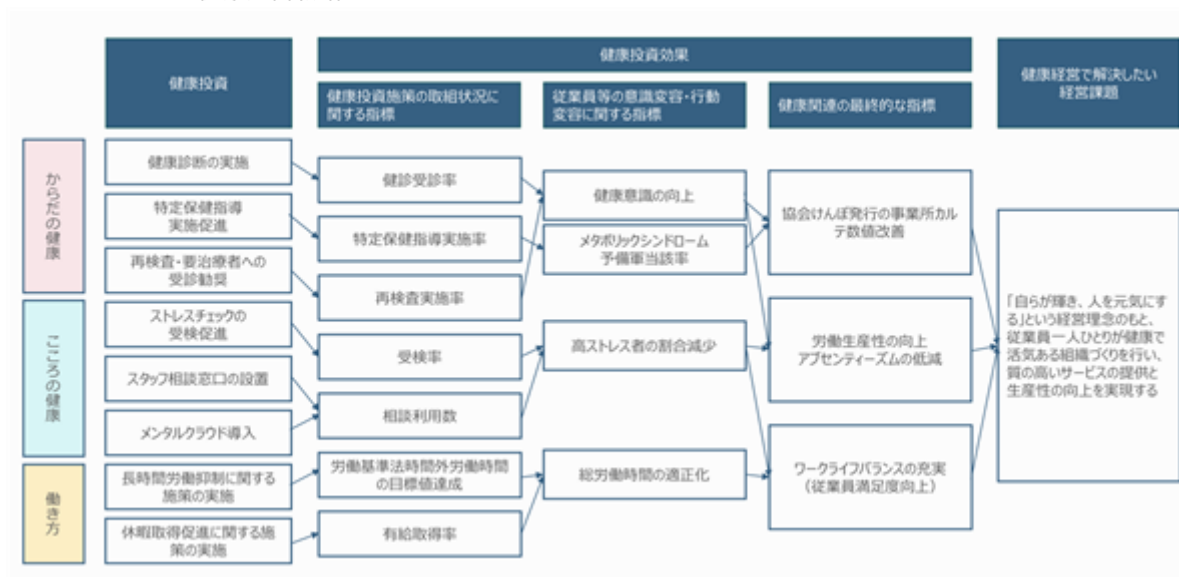 健康投資
健康投資効果
健康経営で解決したい
経営課題
健康投資施策の取組状況に
関する指標
従業員等の意識変容・行動
変容に関する指標
健康関連の最終的な指標
からだの健康
健康診断の実施
特定保健指導
実施促進
再検査・要治療者への
受診勧奨
健診受診率
特定保健指導実施率
再検査実施率
健康意識の向上
メタボリックシンドローム
予備軍当該率
協会けんぽ発行の事業所カル
テ数値改善
こころの健康
ストレスチェックの
受検促進
スタッフ相談窓口の設置
メンタルクラウド導入
受検率
相談利用数
高ストレス者の割合減少
労働生産性の向上
アブセンティーズムの低減
働き方
長時間労働抑制に関する
施策の実施
休暇取得促進に関する施
策の実施
労働基準法時間外労働時間
の目標値達成
有給取得率
総労働時間の適正化
ワークライフバランスの充実
（従業員満足度向上）
「自らが輝き、人を元気にす
る」という経営理念のもと、
従業員一人ひとりが健康で
活気ある組織づくりを行い、
質の高いサービスの提供と
生産性の向上を実現する